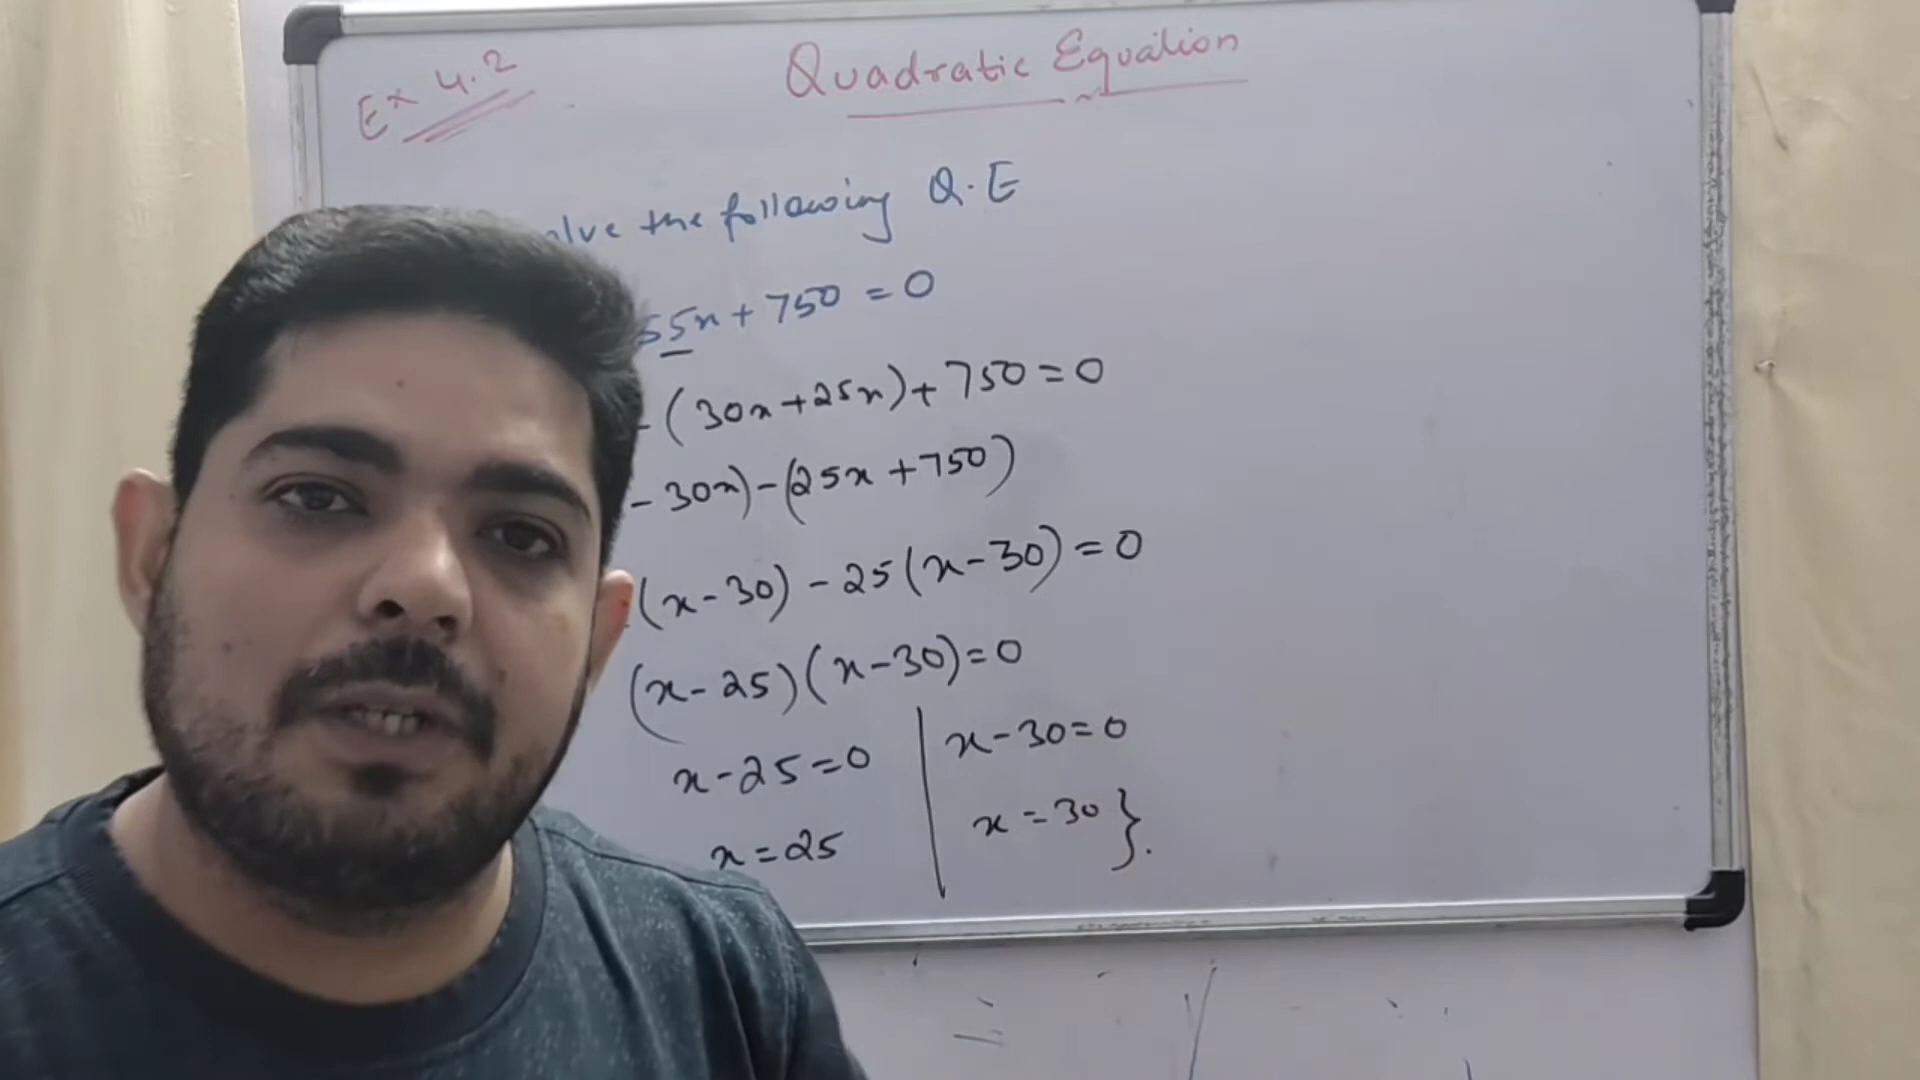 Ex 4.2
Quadratic Equation
olve the following Q.E
55x + 750 = 0
- (30x + 25x) + 750 = 0
- 30x) - (25x + 750)
(x - 30) - 25 (x - 30) = 0
(x - 25) (x - 30) = 0
x - 25 = 0 | x - 30 = 0
x = 25 | x = 30 }.